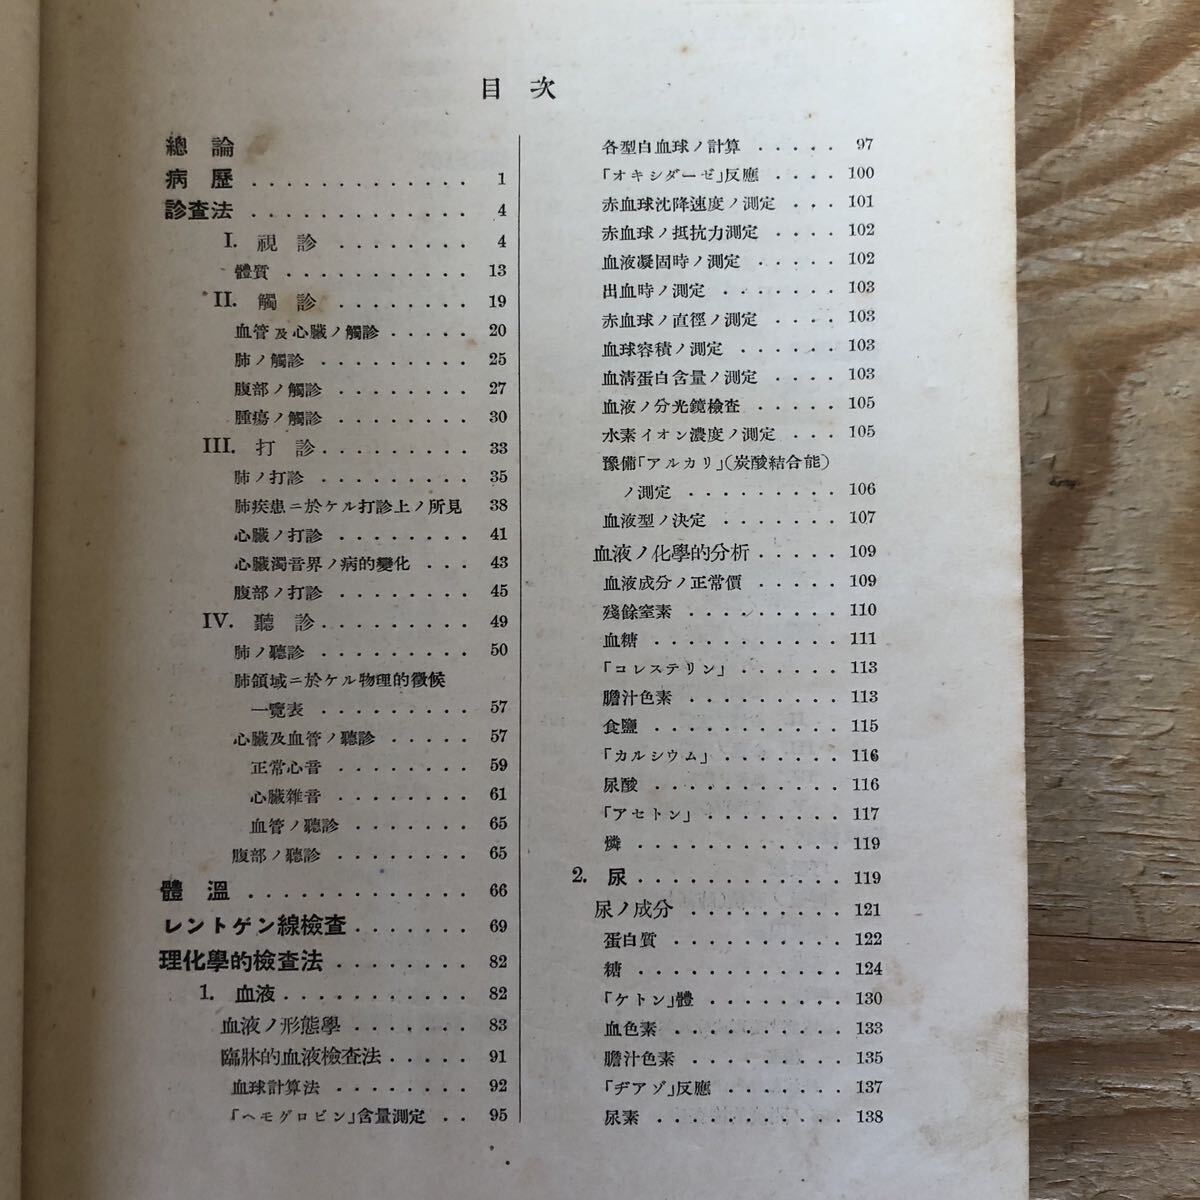 目次
總論
病歷 . . . . . . . . . . . . . 1
診查法 . . . . . . . . . . . . . 4
I. 視診 . . . . . . . . 4
體質 . . . . . . . . . . . 13
II. 觸診 . . . . . . . . 19
血管及心臟ノ觸診 . . . . . 20
肺ノ觸診 . . . . . . . . . 25
腹部ノ觸診 . . . . . . . . 27
腫瘍ノ觸診 . . . . . . . . 30
III. 打診 . . . . . . . . . 33
肺ノ打診 . . . . . . . . . 35
肺疾患ニ於ケル打診上ノ所見 38
心臟ノ打診 . . . . . . . . 41
心臟濁音界ノ病的變化 . . . 43
腹部ノ打診 . . . . . . . . 45
IV. 聽診 . . . . . . . . . 49
肺ノ聽診 . . . . . . . . . 50
肺領域ニ於ケル物理的徵候
一覽表 . . . . . . . . . 57
心臟及血管ノ聽診 . . . . . 57
正常心音 . . . . . . . . 59
心臟雜音 . . . . . . . . 61
血管ノ聽診 . . . . . . . 65
腹部ノ聽診 . . . . . . . . 65
體溫 . . . . . . . . . . . . . 66
レントゲン線檢查 . . . . . . . 69
理化學的檢查法 . . . . . . . . 82
1. 血液 . . . . . . . . . . . 82
血液ノ形態學 . . . . . . . 83
臨牀的血液檢查法 . . . . . 91
血球計算法 . . . . . . . . 92
「ヘモグロビン」含量測定 . . 95
各型白血球ノ計算 . . . . . 97
「オキシダーゼ」反應 . . . . 100
赤血球沈降速度ノ測定 . . . 101
赤血球ノ抵抗力測定 . . . . 102
血液凝固時ノ測定 . . . . . 102
出血時ノ測定 . . . . . . . 103
赤血球ノ直徑ノ測定 . . . . 103
血球容積ノ測定 . . . . . . 103
血淸蛋白含量ノ測定 . . . . 103
血液ノ分光鏡檢査 . . . . . 105
水素イオン濃度ノ測定 . . . 105
豫備「アルカリ」(炭酸結合能)
ノ測定 . . . . . . . . . 106
血液型ノ決定 . . . . . . . 107
血液ノ化學的分析 . . . . . 109
血液成分ノ正常價 . . . . . 109
殘餘窒素 . . . . . . . . . 110
血糖 . . . . . . . . . . . 111
「コレステリン」 . . . . . . 113
膽汁色素 . . . . . . . . . 113
食鹽 . . . . . . . . . . . 115
「カルシウム」 . . . . . . . 116
尿酸 . . . . . . . . . . . 116
「アセトン」 . . . . . . . . 117
燐 . . . . . . . . . . . . 119
2. 尿 . . . . . . . . . . . . 119
尿ノ成分 . . . . . . . . . 121
蛋白質 . . . . . . . . . . 122
糖 . . . . . . . . . . . . 124
「ケトン」體 . . . . . . . . 130
血色素 . . . . . . . . . . 133
膽汁色素 . . . . . . . . . 135
「ヂアゾ」反應 . . . . . . . 137
尿素 . . . . . . . . . . . 138